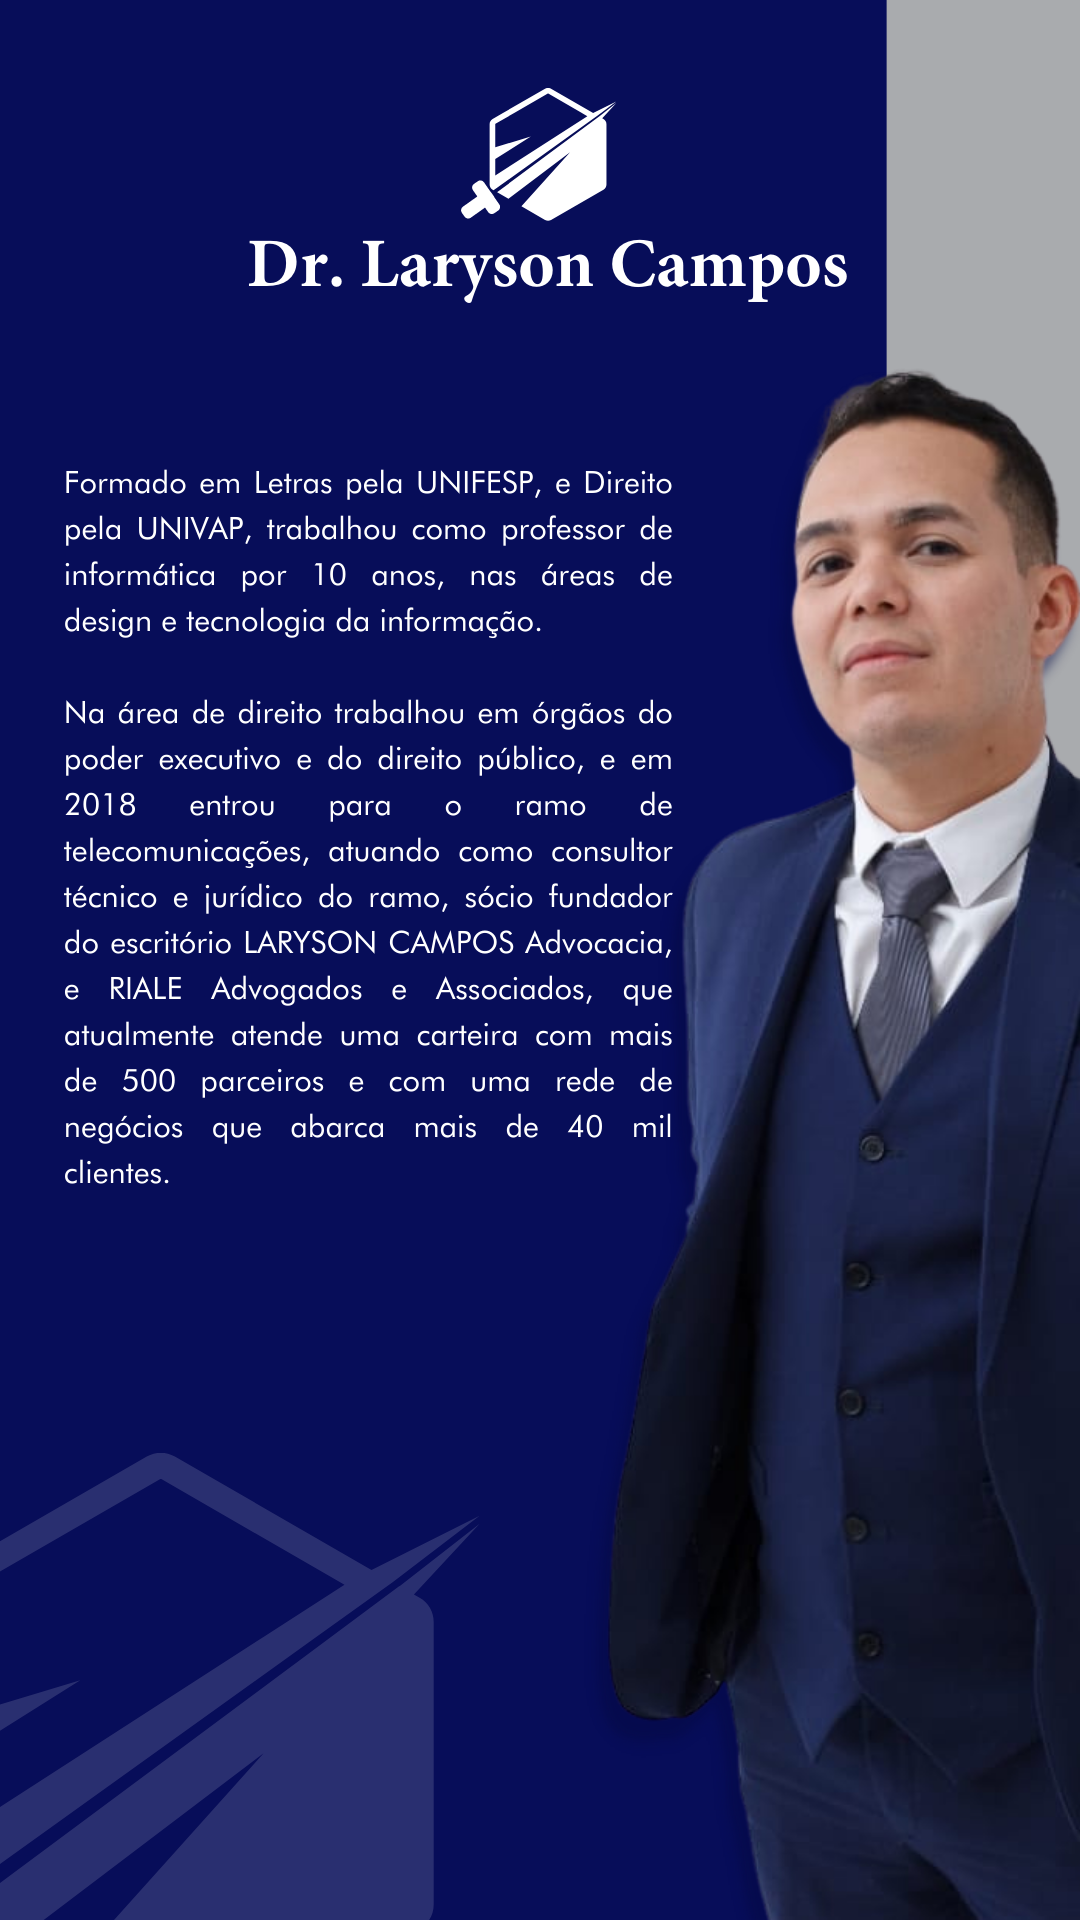 Dr. Laryson Campos
Formado em Letras pela UNIFESP, e Direito
pela UNIVAP, trabalhou como professor de
informática por 10 anos, nas áreas de
design e tecnologia da informação.
Na área de direito trabalhou em órgãos do
poder executivo e do direito público, e em
2018 entrou para o ramo de
telecomunicações, atuando como consultor
técnico e jurídico do ramo, sócio fundador
do escritório LARYSON CAMPOS Advocacia,
e RIALE Advogados e Associados, que
atualmente atende uma carteira com mais
de 500 parceiros e com uma rede de
negócios que abarca mais de 40 mil
clientes.